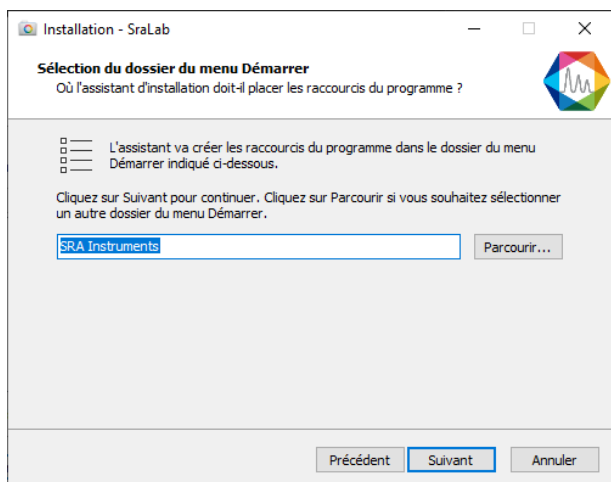 Installation - SraLab
Sélection du dossier du menu Démarrer
Où l'assistant d'installation doit-il placer les raccourcis du programme ?
L'assistant va créer les raccourcis du programme dans le dossier du menu
Démarrer indiqué ci-dessous.
Cliquez sur Suivant pour continuer. Cliquez sur Parcourir si vous souhaitez sélectionner
un autre dossier du menu Démarrer.
SRA Instruments
Parcourir...
Précédent
Suivant
Annuler